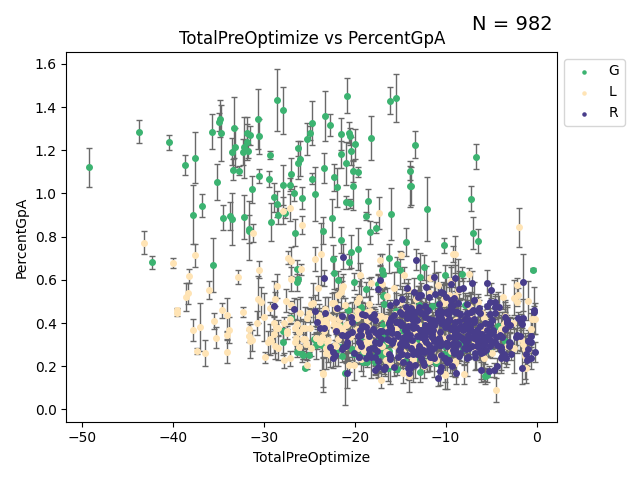 N = 982
TotalPreOptimize vs PercentGpA
G
L
R
PercentGpA
1.6
1.4
1.2
1.0
0.8
0.6
0.4
0.2
0.0
−50
−40
−30
−20
−10
0
TotalPreOptimize